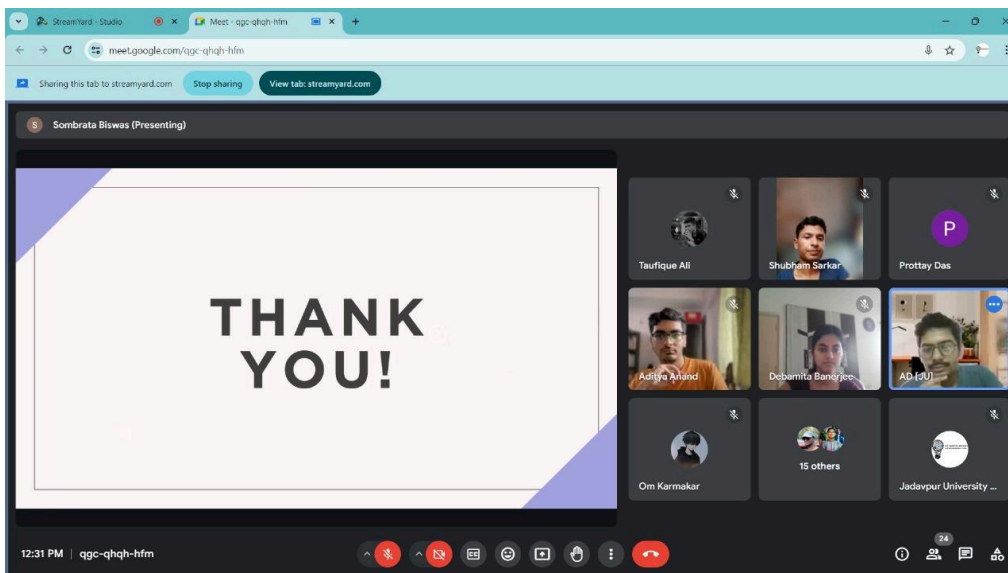 StreamYard - Studio
Meet - qgc-qhqh-hfm
meet.google.com/qgc-qhqh-hfm
Sharing this tab to streamyard.com
Stop sharing
View tab: streamyard.com
S
Sombrata Biswas (Presenting)
THANK
YOU!
Taufique Ali
Shubham Sarkar
P
Prottay Das
Aditya Anand
Debamita Banerjee
AD [JU]
Om Karmakar
15 others
Jadavpur University ...
12:31 PM | qgc-qhqh-hfm
CC
24